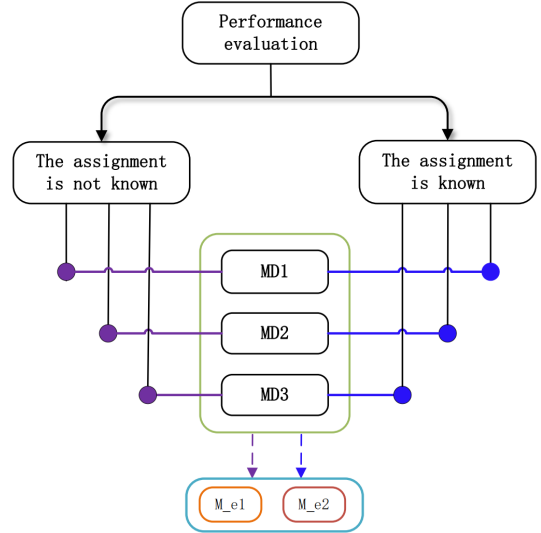 Performance
evaluation
The assignment
is not known
The assignment
is known
MD1
MD2
MD3
M_e1
M_e2